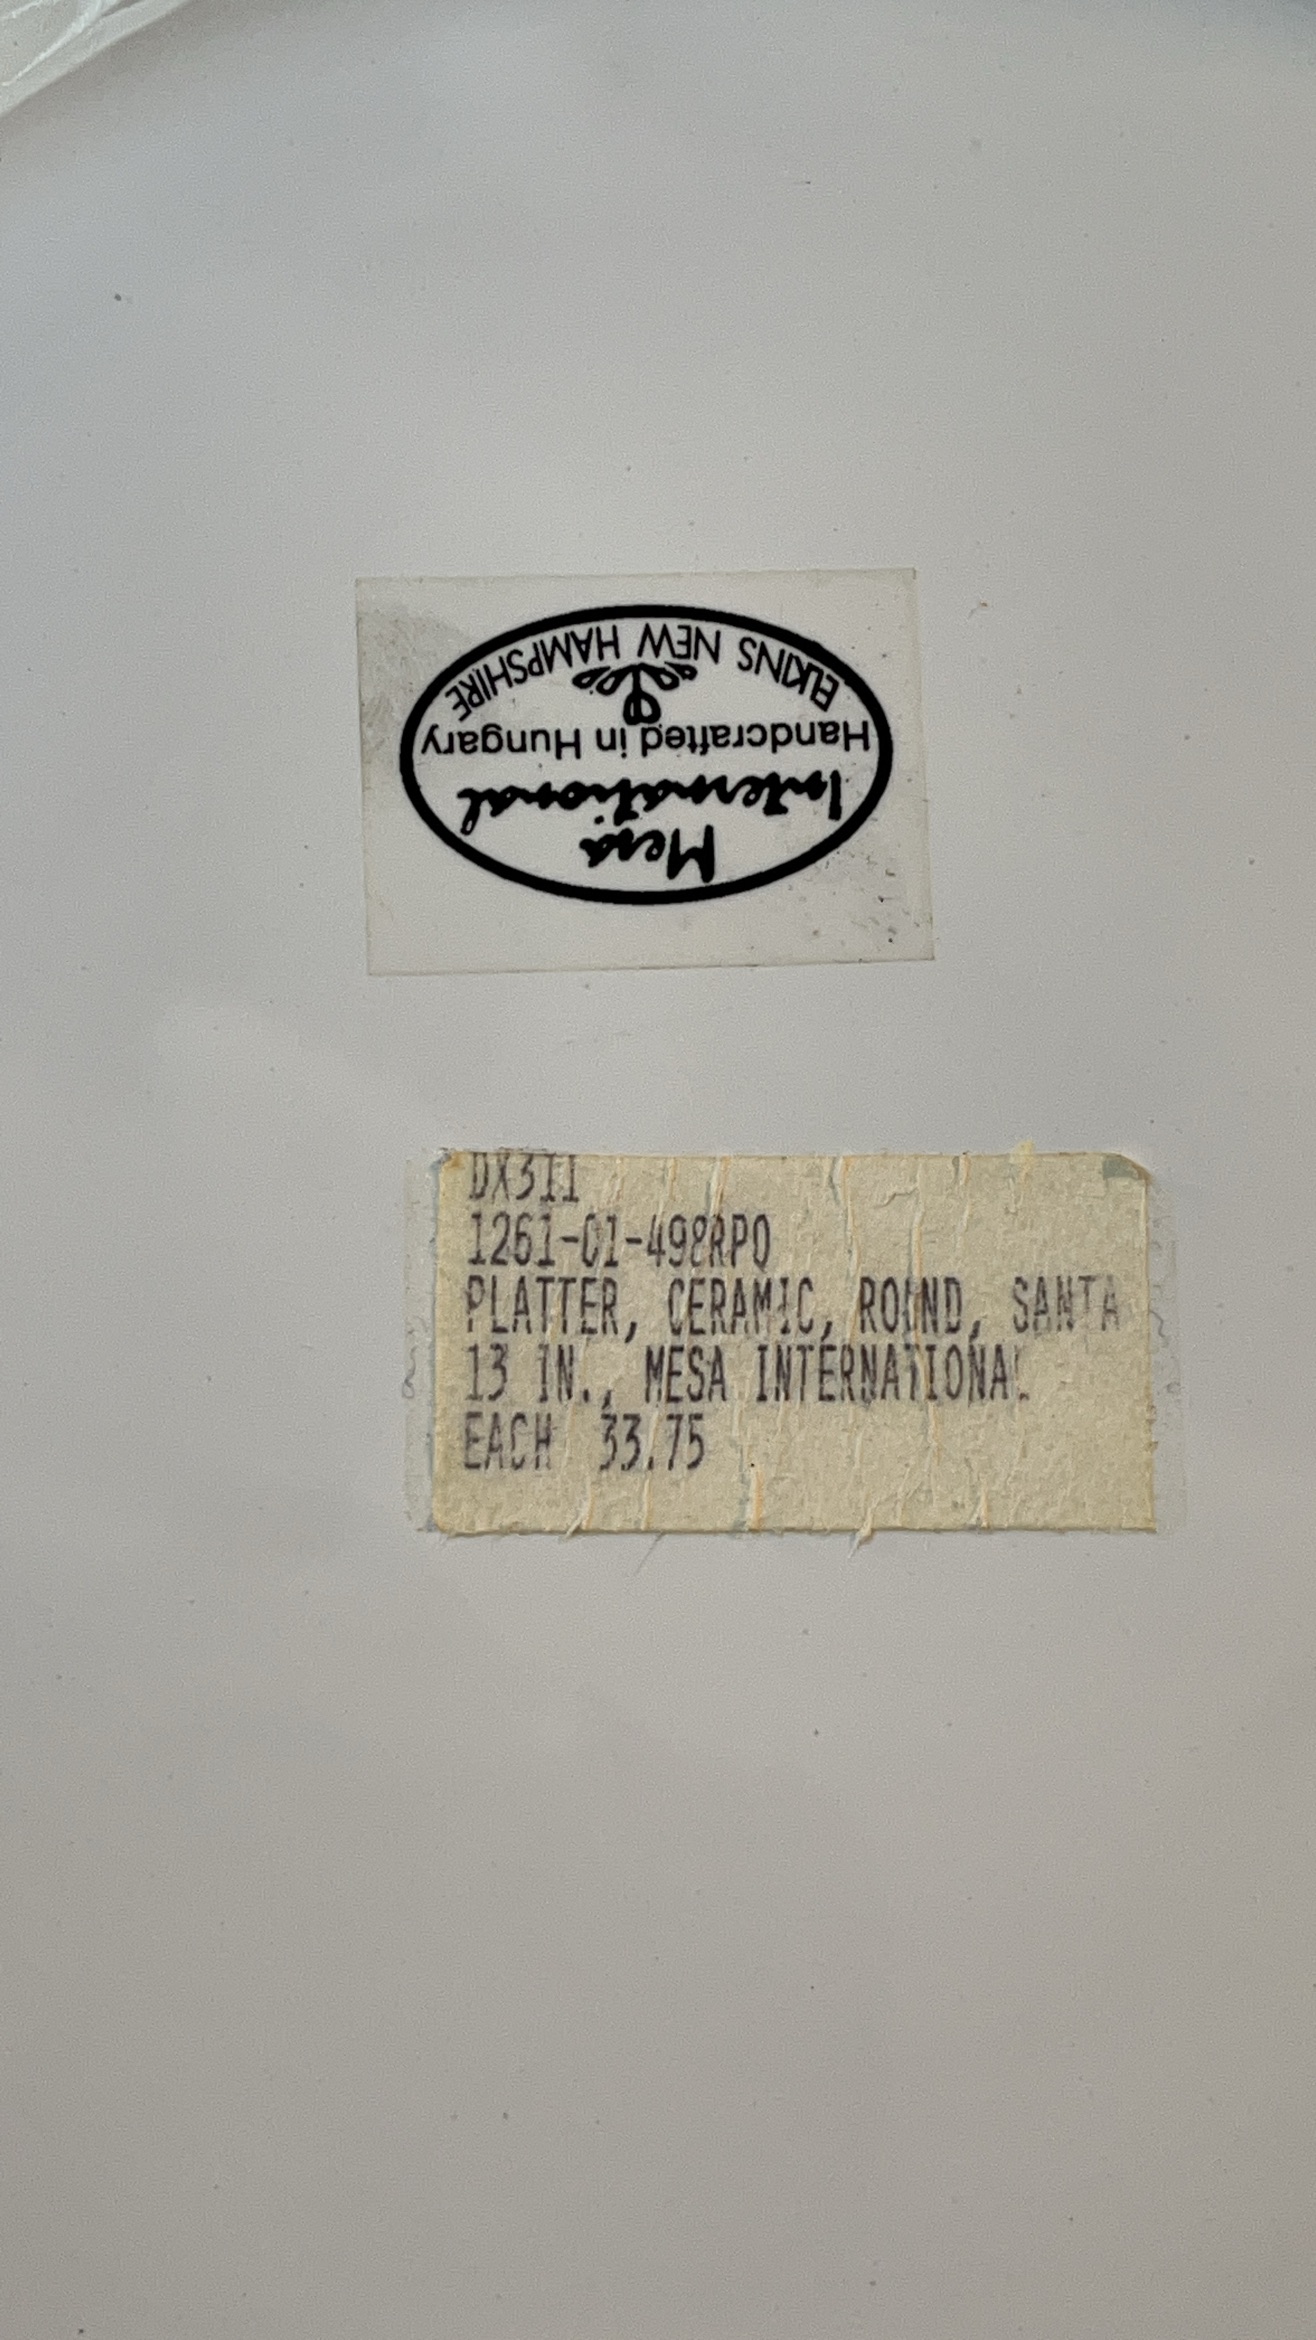 Mesa
International
Handcrafted in Hungary
ELKINS NEW HAMPSHIRE
DX311
1261-01-498RPO
PLATTER, CERAMIC, ROUND, SANTA
13 IN., MESA INTERNATIONAL
EACH 33.75